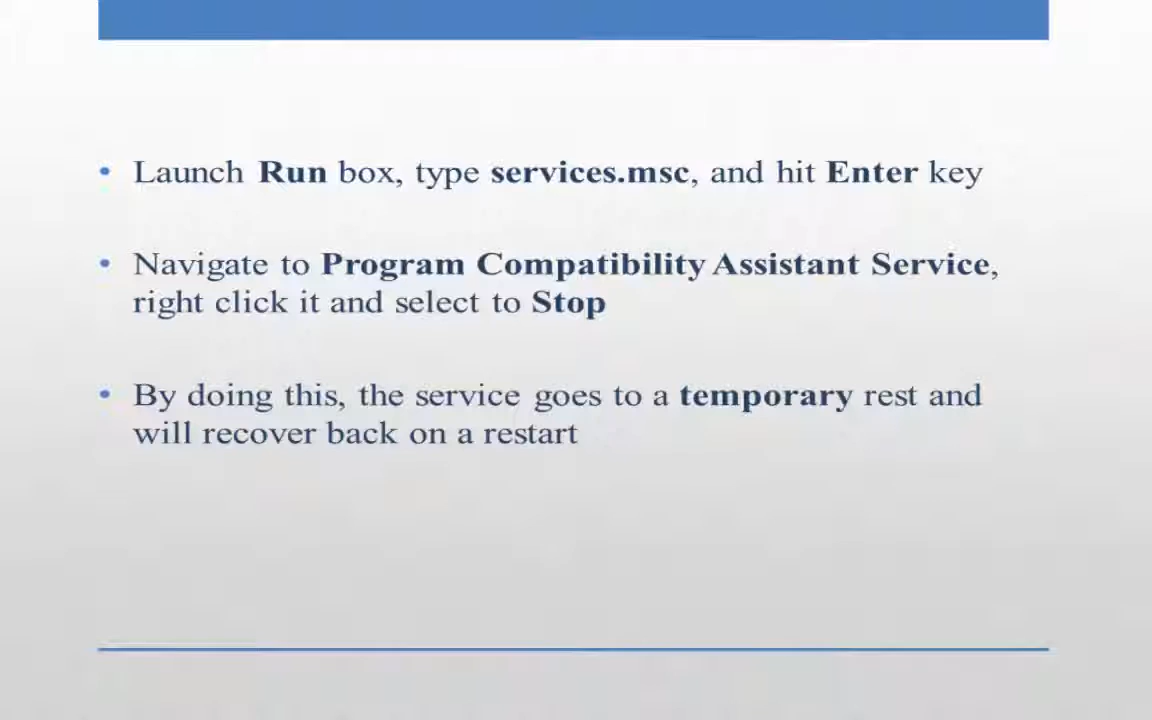 • Launch Run box, type services.msc, and hit Enter key
• Navigate to Program Compatibility Assistant Service,
right click it and select to Stop
• By doing this, the service goes to a temporary rest and
will recover back on a restart